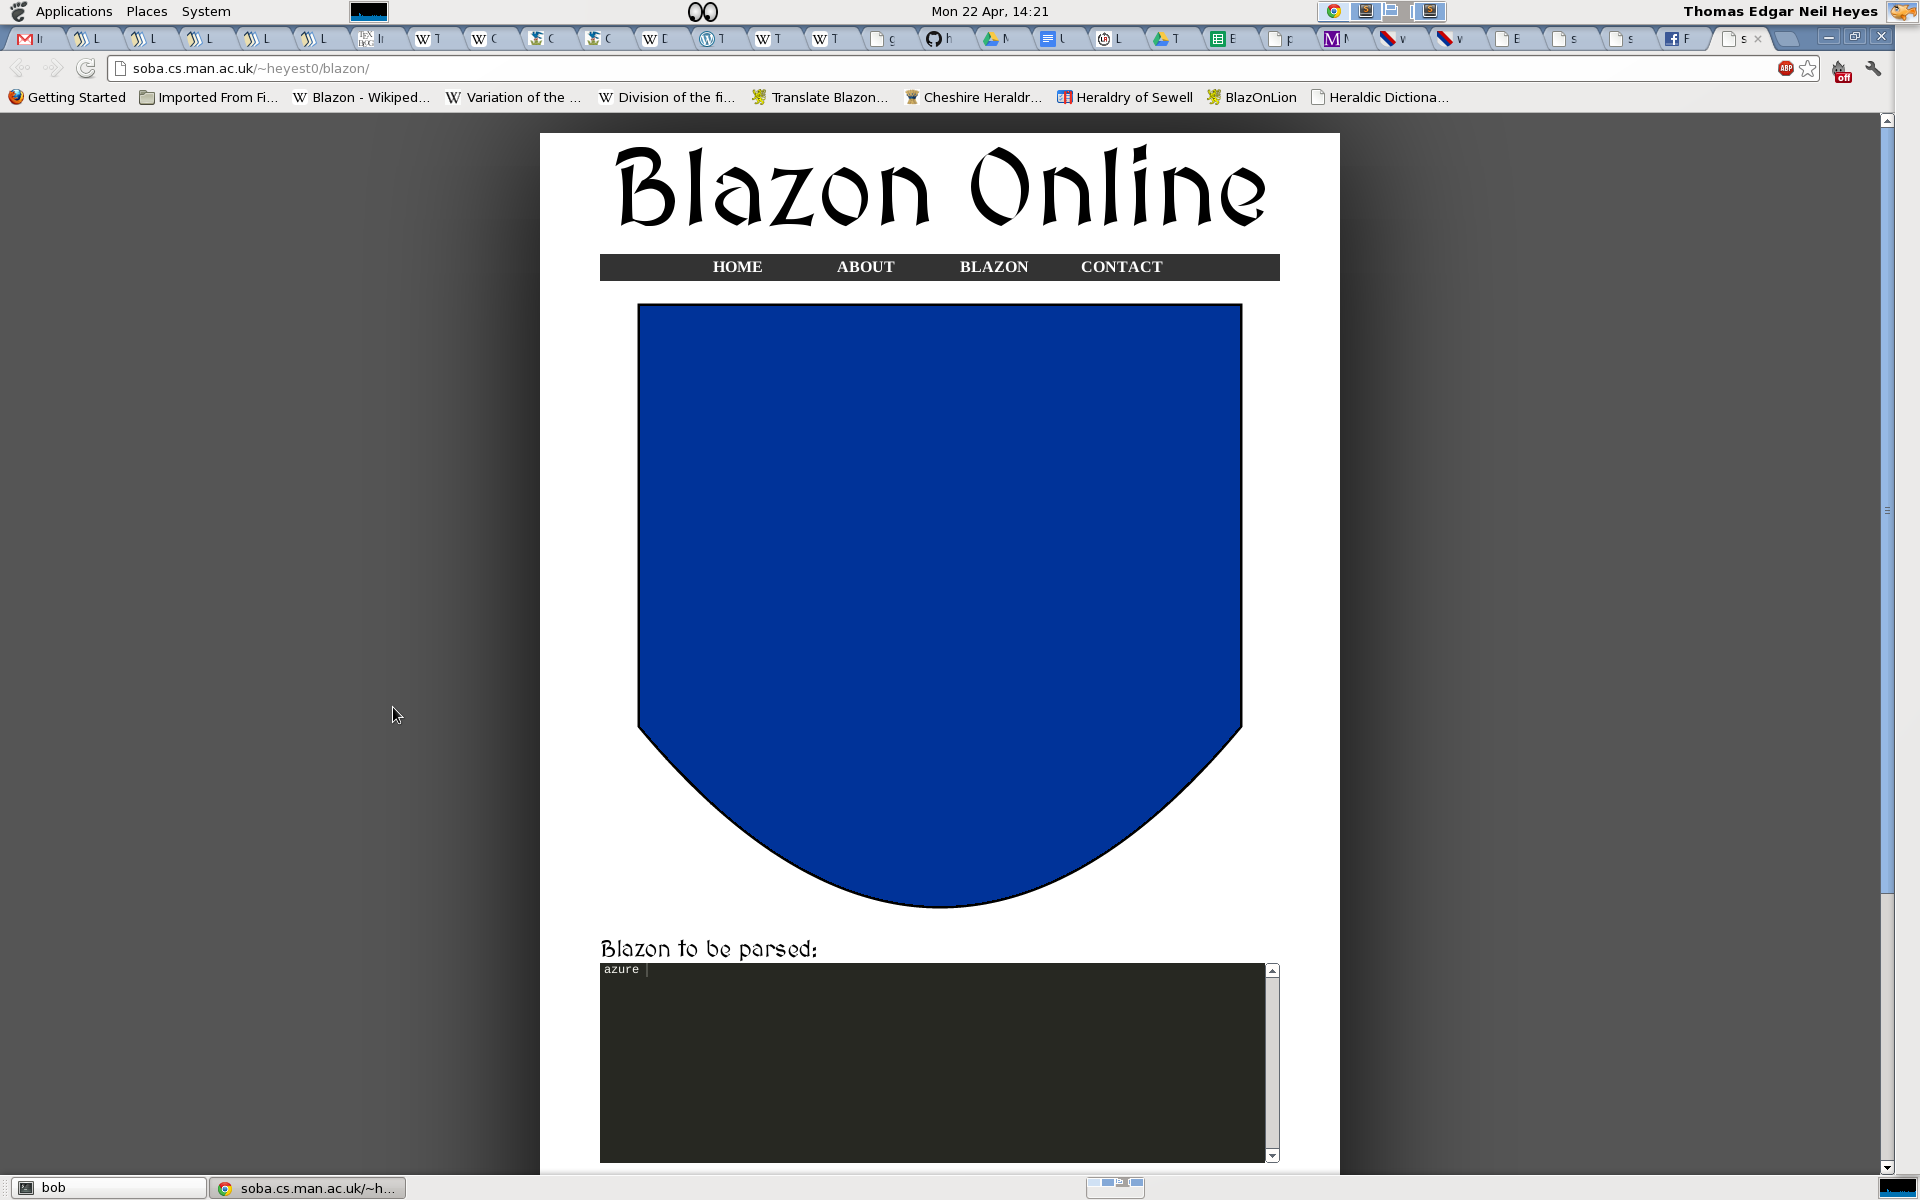 Applications Places System Mon 22 Apr, 14:21 Thomas Edgar Neil Heyes
L L L L L T C C C T T T g h L T E p M E s s F s
soba.cs.man.ac.uk/~heyest0/blazon/ ABP off
Getting Started Imported From Fi... Blazon - Wikiped... Variation of the ... Division of the fi... Translate Blazon... Cheshire Heraldr... Heraldry of Sewell BlazOnLion Heraldic Dictiona...
Blazon Online
HOME ABOUT BLAZON CONTACT
Blazon to be parsed:
azure
bob soba.cs.man.ac.uk/~h...